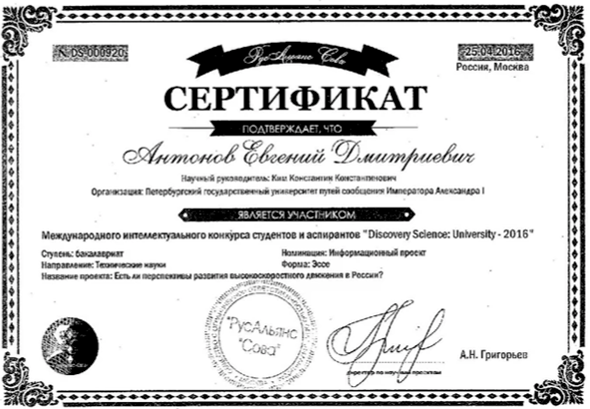 № DS-000920
РусАльянс Сова
25.04.2016
Россия, Москва
СЕРТИФИКАТ
ПОДТВЕРЖДАЕТ, ЧТО
Антонов Евгений Дмитриевич
Научный руководитель: Ким Константин Константинович
Организация: Петербургский государственный университет путей сообщения Императора Александра I
ЯВЛЯЕТСЯ УЧАСТНИКОМ
Международного интеллектуального конкурса студентов и аспирантов "Discovery Science: University - 2016"
Ступень: бакалавриат
Номинация: Информационный проект
Направление: Технические науки
Форма: Эссе
Название проекта: Есть ли перспективы развития высокоскоростного движения в России?
"РусАльянс
"Сова"
А.Н. Григорьев
директор по научным проектам